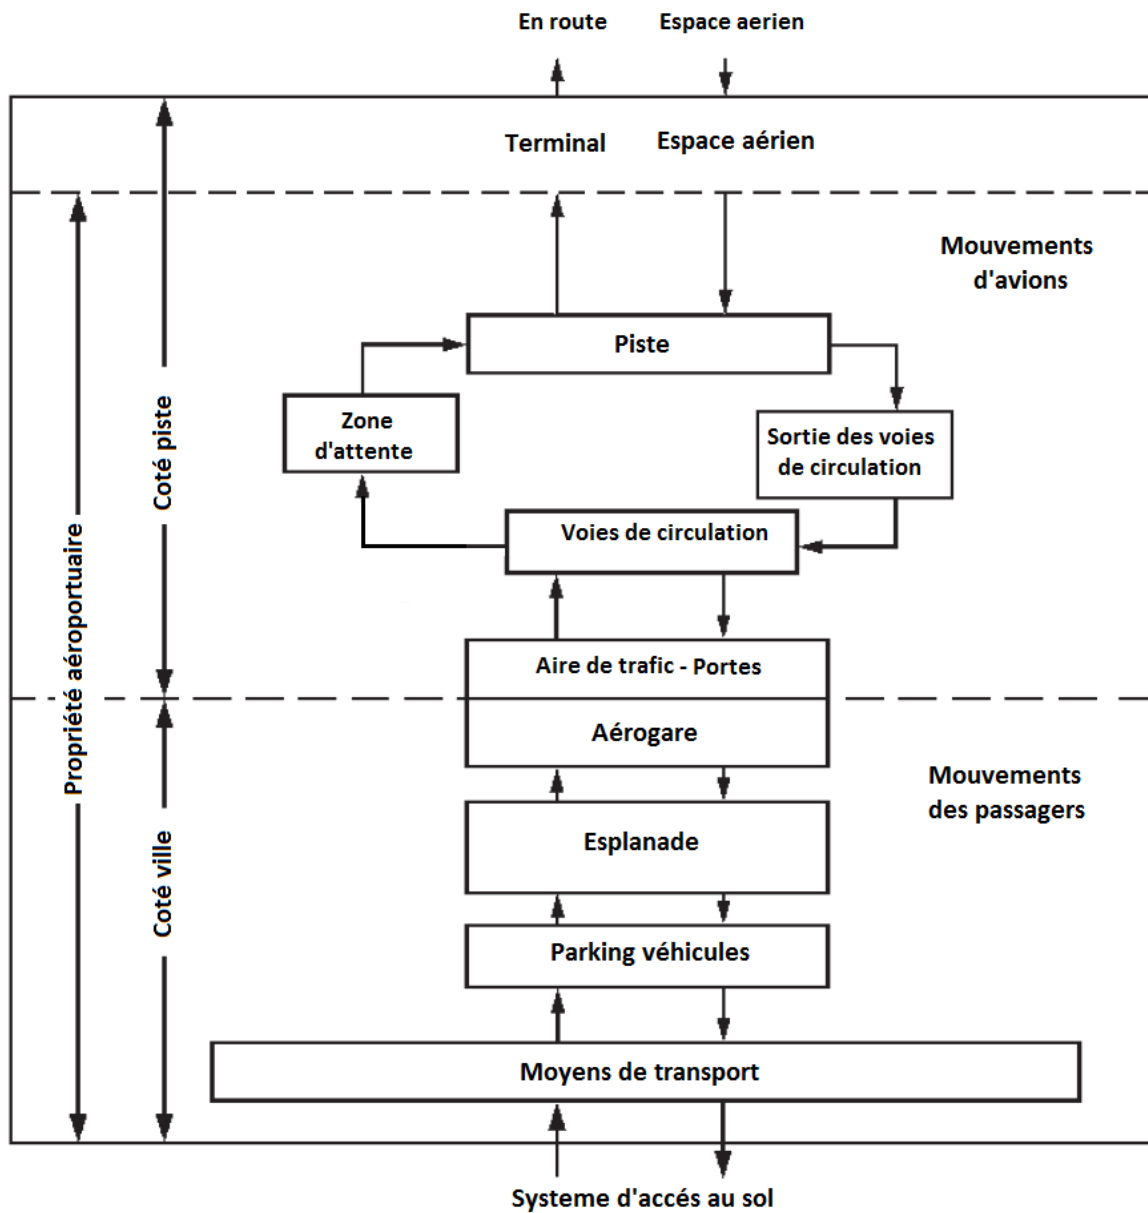 En route Espace aerien
Terminal Espace aérien
Mouvements
d'avions
Piste
Zone
d'attente
Sortie des voies
de circulation
Coté piste
Voies de circulation
Propriété aéroportuaire
Aire de trafic - Portes
Aérogare
Mouvements
des passagers
Esplanade
Coté ville
Parking véhicules
Moyens de transport
Systeme d'accés au sol